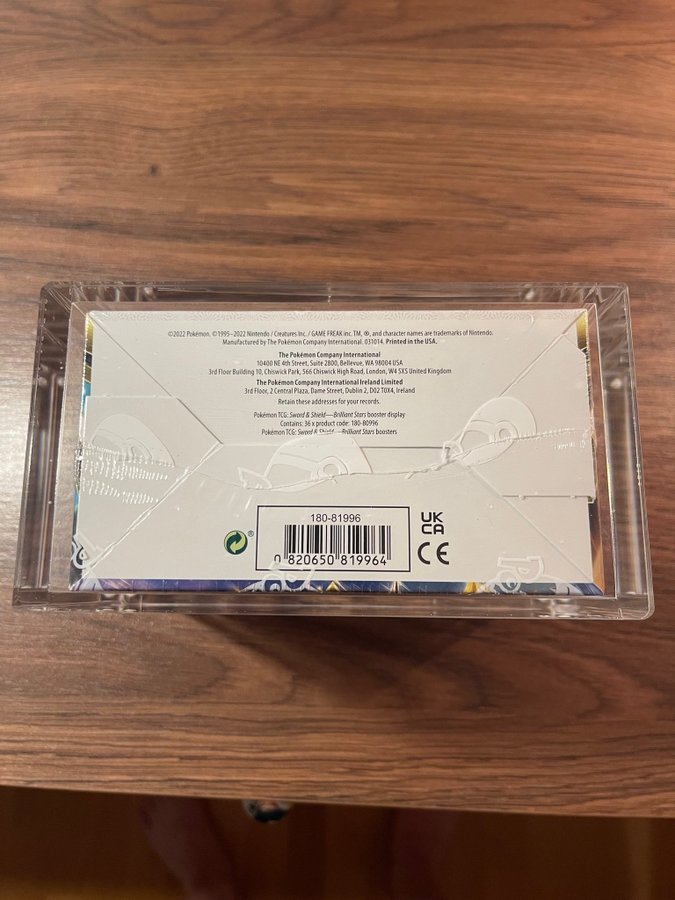 ©2022 Pokémon. ©1995–2022 Nintendo / Creatures Inc. / GAME FREAK inc. TM, ®, and character names are trademarks of Nintendo.
Manufactured by The Pokémon Company International. 031014. Printed in the USA.
The Pokémon Company International
10400 NE 4th Street, Suite 2800, Bellevue, WA 98004 USA
3rd Floor Building 10, Chiswick Park, 566 Chiswick High Road, London, W4 5XS United Kingdom
The Pokémon Company International Ireland Limited
3rd Floor, 2 Central Plaza, Dame Street, Dublin 2, D02 T0X4, Ireland
Retain these addresses for your records.
Pokémon TCG: Sword & Shield—Brilliant Stars booster display
Contains: 36 x product code: 180-80996
Pokémon TCG: Sword & Shield—Brilliant Stars boosters
180-81996
0 820650 819964
®
UK
CA
CE